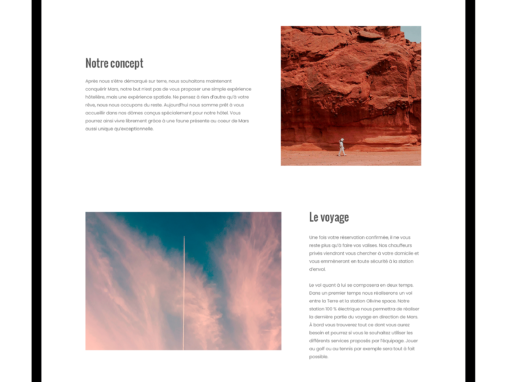 Notre concept
Après nous s'être démarqué sur terre, nous souhaitons maintenant
conquérir Mars, notre but n'est pas de vous proposer une simple expérience
hôtelière, mais une expérience spatiale. Ne pensez à rien d'autre qu'à votre
rêve, nous nous occupons du reste. Aujourd'hui nous somme prêt à vous
accueillir dans nos dômes conçus spécialement pour notre hôtel. Vous
pourrez ainsi vivre librement grâce à une faune présente au coeur de Mars
aussi unique qu'exceptionnelle.
Le voyage
Une fois votre réservation confirmée, il ne vous
reste plus qu'à faire vos valises. Nos chauffeurs
privés viendront vous chercher à votre domicile et
vous emmèneront en toute sécurité à la station
d'envol.
Le vol quant à lui se composera en deux temps.
Dans un premier temps nous réaliserons un vol
entre la Terre et la station Ultone-space. Notre
station 100 % électrique nous permettra de réaliser
la dernière partie du voyage en direction de Mars.
À bord vous trouverez tout ce dont vous aurez
besoin et pourrez si vous le souhaitez utiliser les
différents services proposés par l'équipage. Jouer
au golf ou au tennis par exemple sera tout à fait
possible.